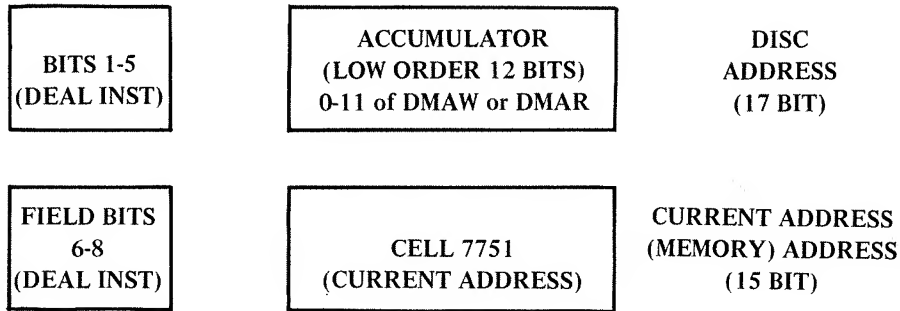 BITS 1-5
(DEAL INST)
ACCUMULATOR
(LOW ORDER 12 BITS)
0-11 of DMAW or DMAR
DISC
ADDRESS
(17 BIT)
FIELD BITS
6-8
(DEAL INST)
CELL 7751
(CURRENT ADDRESS)
CURRENT ADDRESS
(MEMORY) ADDRESS
(15 BIT)